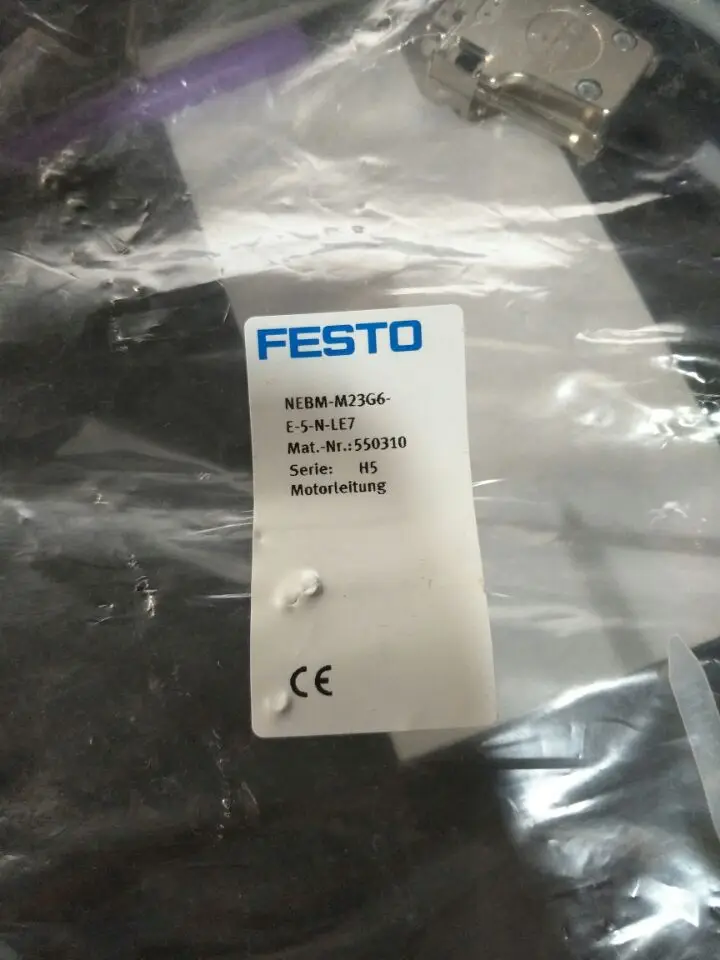 FESTO
NEBM-M23G6-
E-5-N-LE7
Mat.-Nr.:550310
Serie: H5
Motorleitung
CE